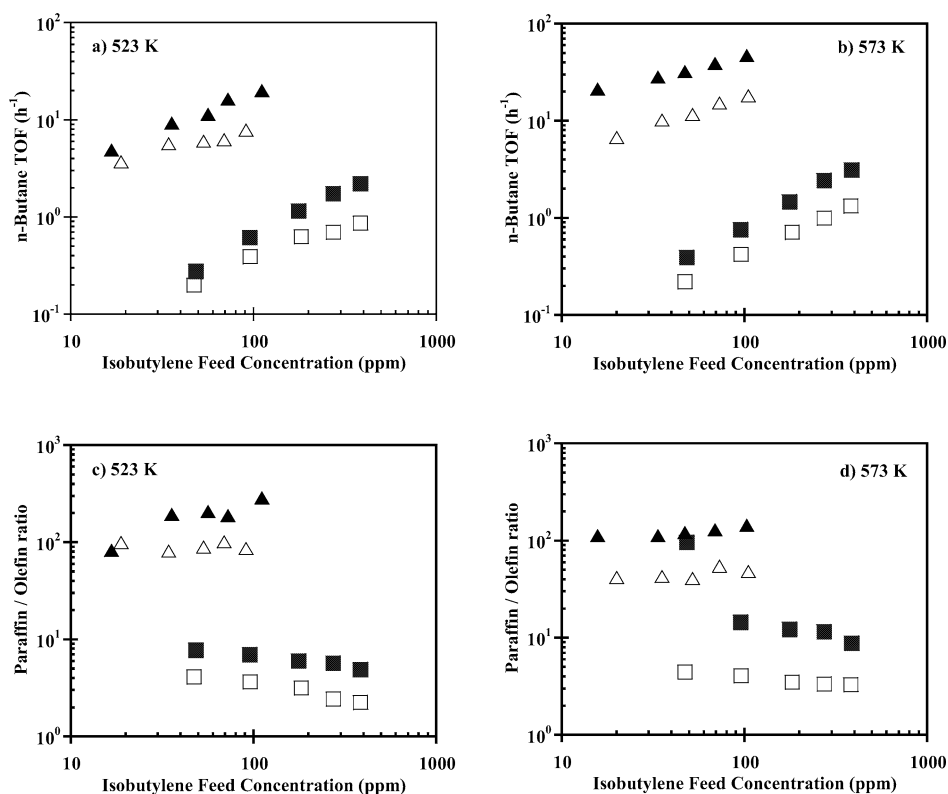 a) 523 K
n-Butane TOF (h⁻¹)
10²
10¹
10⁰
10⁻¹
10 100 1000
Isobutylene Feed Concentration (ppm)
b) 573 K
n-Butane TOF (h⁻¹)
10²
10¹
10⁰
10⁻¹
10 100 1000
Isobutylene Feed Concentration (ppm)
c) 523 K
Paraffin / Olefin ratio
10³
10²
10¹
10⁰
10 100 1000
Isobutylene Feed Concentration (ppm)
d) 573 K
Paraffin / Olefin ratio
10³
10²
10¹
10⁰
10 100 1000
Isobutylene Feed Concentration (ppm)